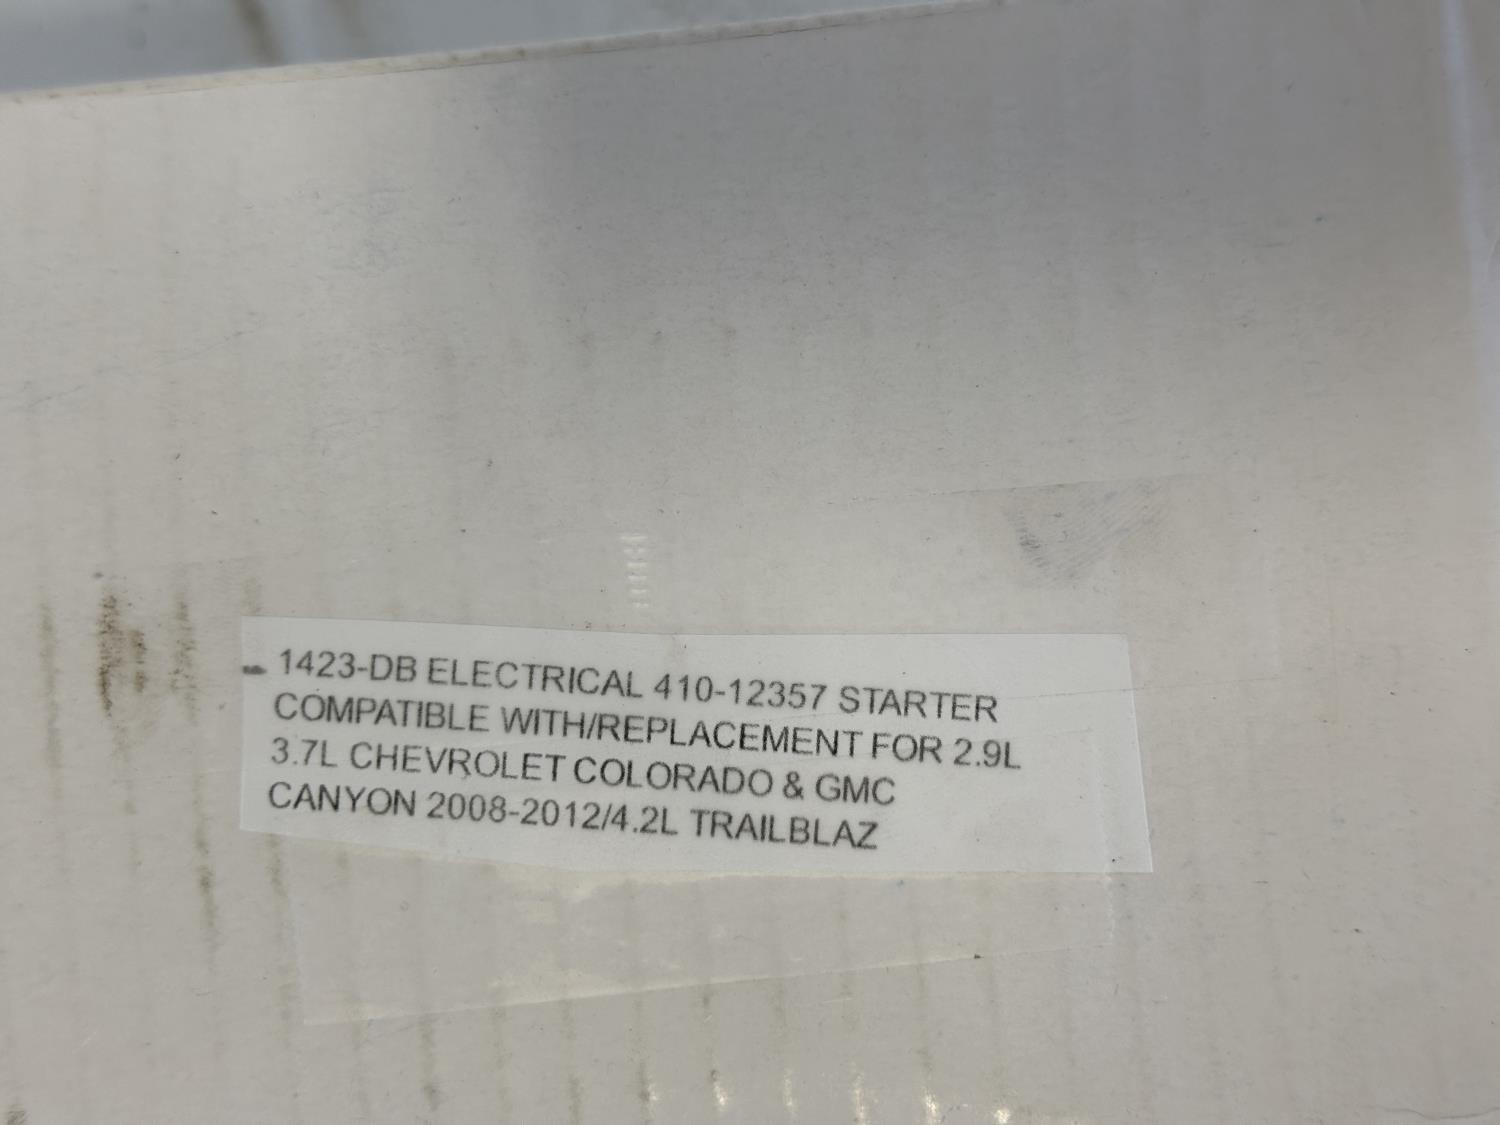 1423-DB ELECTRICAL 410-12357 STARTER
COMPATIBLE WITH/REPLACEMENT FOR 2.9L
3.7L CHEVROLET COLORADO & GMC
CANYON 2008-2012/4.2L TRAILBLAZ